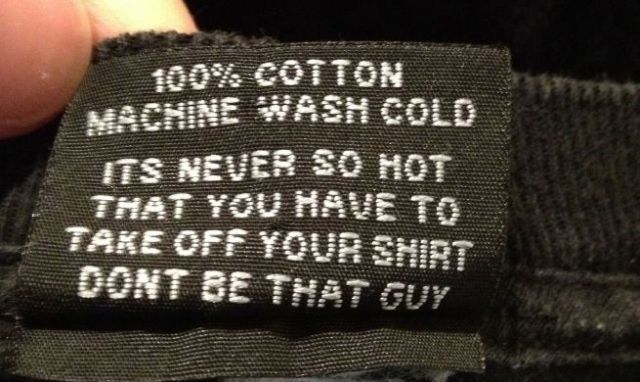 100% COTTON
MACHINE WASH COLD
ITS NEVER SO HOT
THAT YOU HAVE TO
TAKE OFF YOUR SHIRT
DONT BE THAT GUY